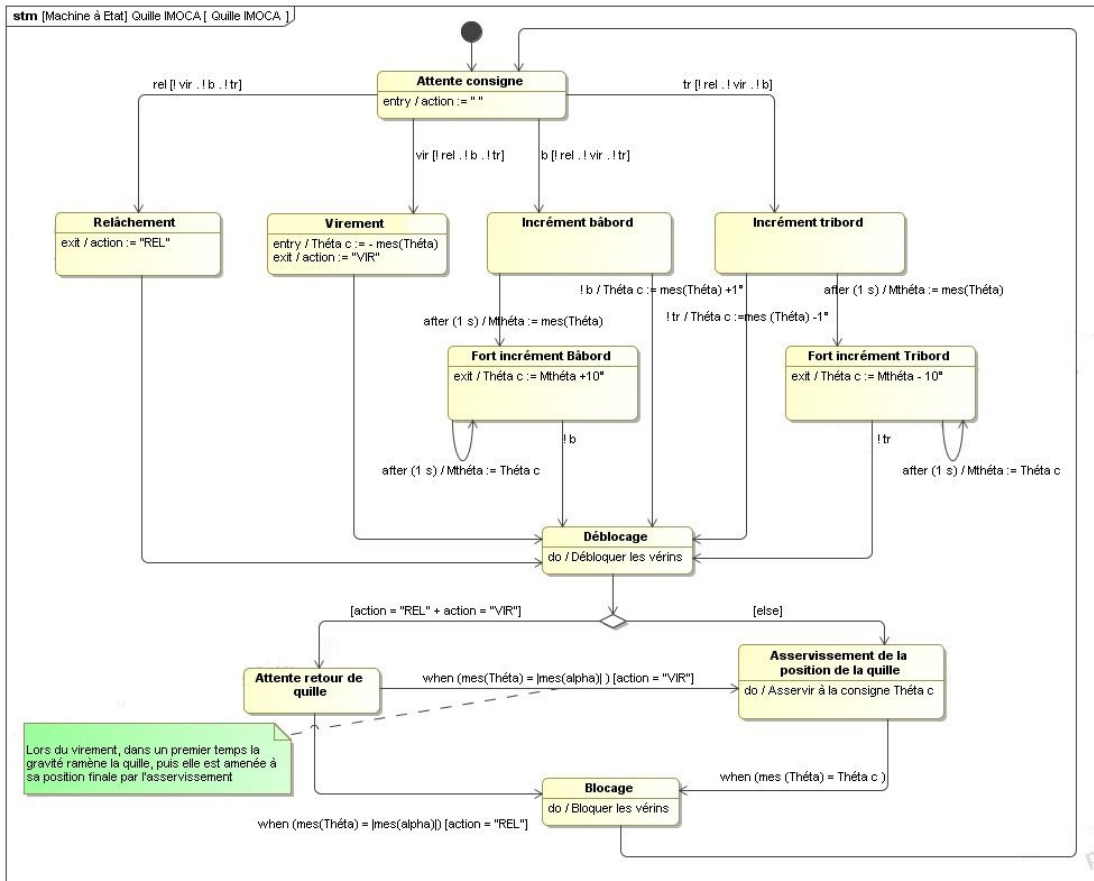 stm [Machine à Etat] Quille IMOCA [ Quille IMOCA ]
Attente consigne
entry / action := " "
rel [! vir . ! b . ! tr]
tr [! rel . ! vir . ! b]
vir [! rel . ! b . ! tr]
b [! rel . ! vir . ! tr]
Relâchement
exit / action := "REL"
Virement
entry / Théta c := - mes(Théta)
exit / action := "VIR"
Incrément bâbord
Incrément tribord
! b / Théta c := mes(Théta) +1°
after (1 s) / Mthéta := mes(Théta)
after (1 s) / Mthéta := mes(Théta)
! tr / Théta c :=mes (Théta) -1°
Fort incrément Bâbord
exit / Théta c := Mthéta +10°
Fort incrément Tribord
exit / Théta c := Mthéta - 10°
! b
! tr
after (1 s) / Mthéta := Théta c
after (1 s) / Mthéta := Théta c
Déblocage
do / Débloquer les vérins
[action = "REL" + action = "VIR"]
[else]
Attente retour de
quille
when (mes(Théta) = |mes(alpha)| ) [action = "VIR"]
Asservissement de la
position de la quille
do / Asservir à la consigne Théta c
Lors du virement, dans un premier temps la
gravité ramène la quille, puis elle est amenée à
sa position finale par l'asservissement
when (mes (Théta) = Théta c )
Blocage
do / Bloquer les vérins
when (mes(Théta) = |mes(alpha)|) [action = "REL"]